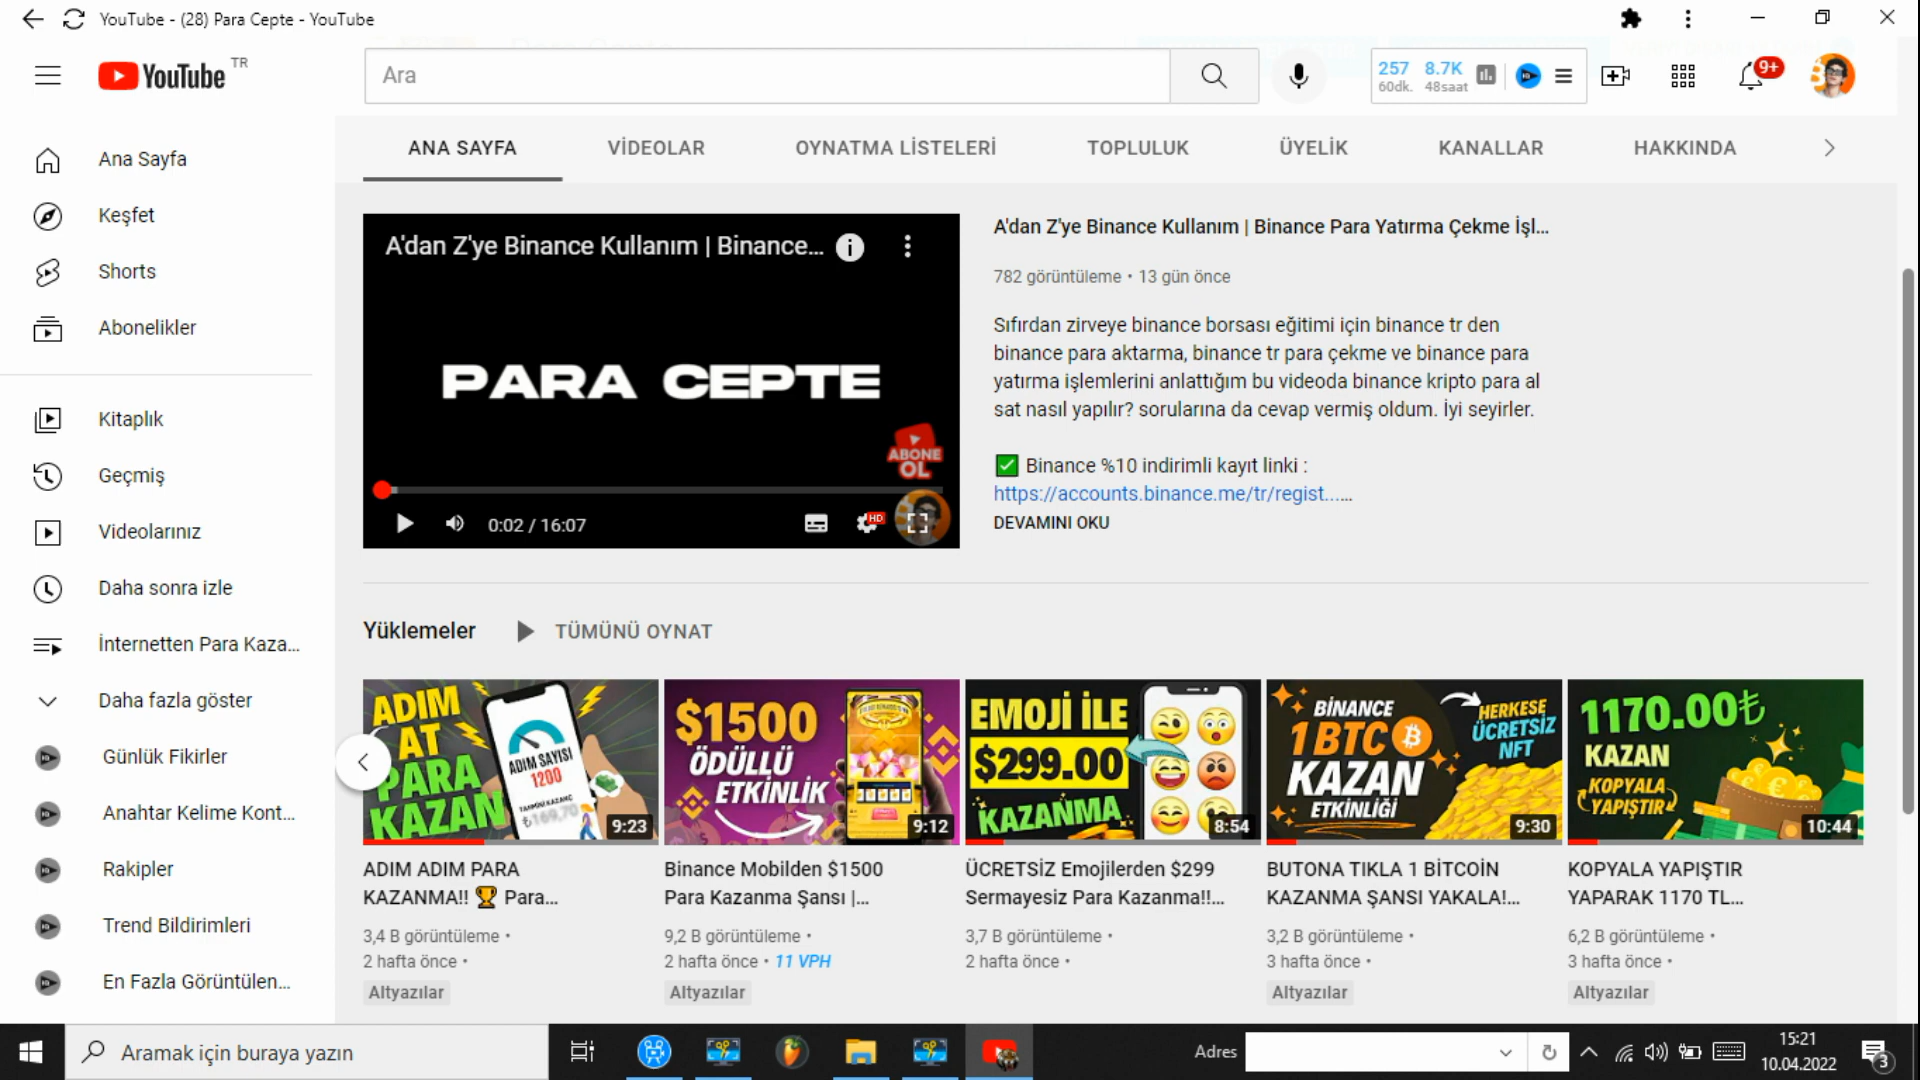 YouTube - (28) Para Cepte - YouTube
YouTube TR
Ara
257 8.7K
60dk. 48saat
9+
Ana Sayfa
Keşfet
Shorts
Abonelikler
Kitaplık
Geçmiş
Videolarınız
Daha sonra izle
İnternetten Para Kaza...
Daha fazla göster
Günlük Fikirler
Anahtar Kelime Kont...
Rakipler
Trend Bildirimleri
En Fazla Görüntülen...
ANA SAYFA VİDEOLAR OYNATMA LİSTELERİ TOPLULUK ÜYELİK KANALLAR HAKKINDA
A'dan Z'ye Binance Kullanım | Binance...
PARA CEPTE
ABONE
OL
0:02 / 16:07
HD
A'dan Z'ye Binance Kullanım | Binance Para Yatırma Çekme İşl...
782 görüntüleme • 13 gün önce
Sıfırdan zirveye binance borsası eğitimi için binance tr den
binance para aktarma, binance tr para çekme ve binance para
yatırma işlemlerini anlattığım bu videoda binance kripto para al
sat nasıl yapılır? sorularına da cevap vermiş oldum. İyi seyirler.
✅ Binance %10 indirimli kayıt linki :
https://accounts.binance.me/tr/regist......
DEVAMINI OKU
Yüklemeler TÜMÜNÜ OYNAT
ADIM
AT
PARA
KAZAN
ADIM SAYISI
1200
TAHMİNİ KAZANÇ
₺169,70
9:23
ADIM ADIM PARA
KAZANMA!! 🏆 Para...
3,4 B görüntüleme •
2 hafta önce •
Altyazılar
$1500
ÖDÜLLÜ
ETKİNLİK
9:12
Binance Mobilden $1500
Para Kazanma Şansı |...
9,2 B görüntüleme •
2 hafta önce • 11 VPH
Altyazılar
EMOJİ İLE
$299.00
KAZANMA
8:54
ÜCRETSİZ Emojilerden $299
Sermayesiz Para Kazanma!!...
3,7 B görüntüleme •
2 hafta önce •
BİNANCE
1 BTC
KAZAN
ETKİNLİĞİ
HERKESE
ÜCRETSİZ
NFT
9:30
BUTONA TIKLA 1 BİTCOİN
KAZANMA ŞANSI YAKALA!...
3,2 B görüntüleme •
3 hafta önce •
Altyazılar
1170.00₺
KAZAN
KOPYALA
YAPIŞTIR
10:44
KOPYALA YAPIŞTIR
YAPARAK 1170 TL...
6,2 B görüntüleme •
3 hafta önce •
Altyazılar
Aramak için buraya yazın
Adres
15:21
10.04.2022
3